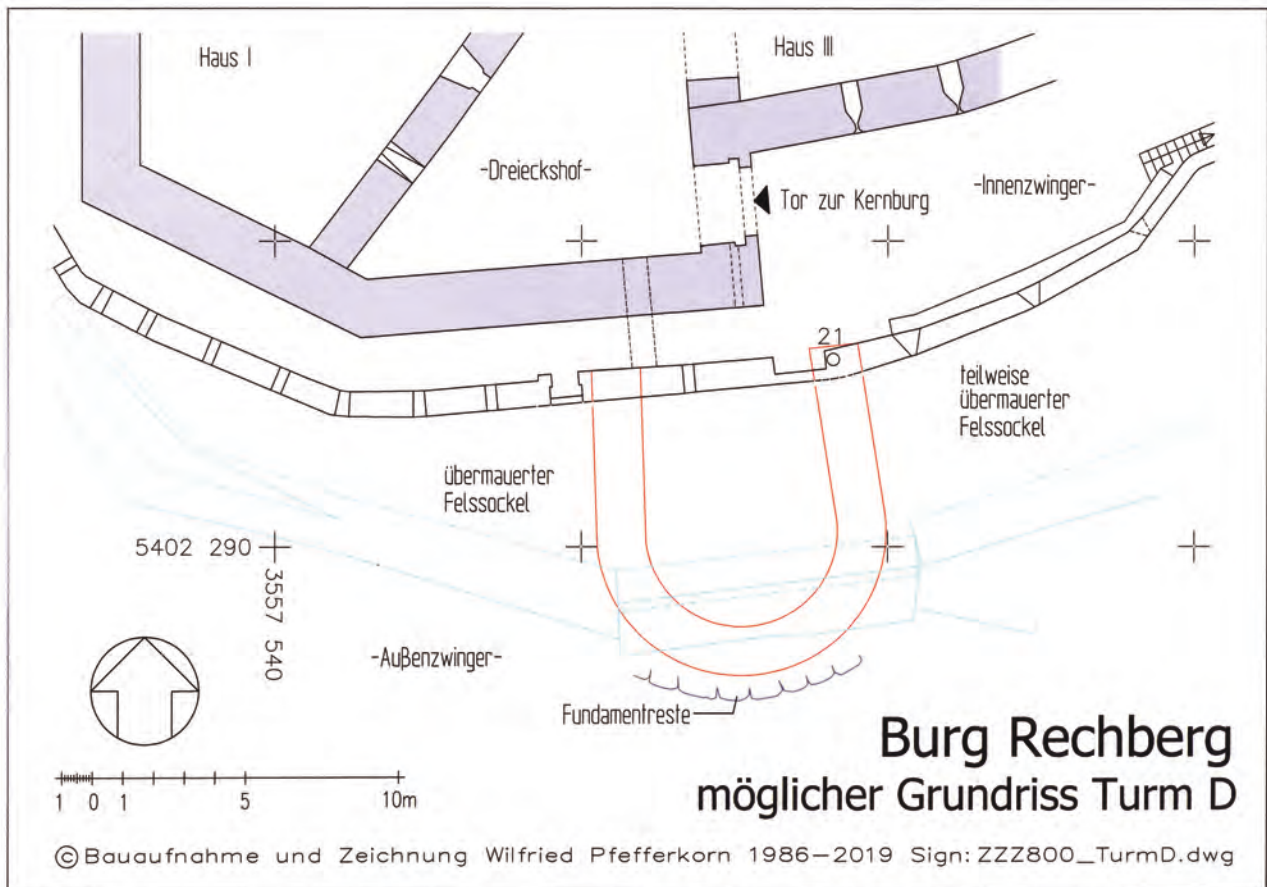 Haus I
Haus III
-Dreieckshof-
-Innenzwinger-
Tor zur Kernburg
21
teilweise
übermauerter
Felssockel
übermauerter
Felssockel
5402 290
3557 540
-Außenzwinger-
Fundamentreste
Burg Rechberg
möglicher Grundriss Turm D
1 0 1 5 10m
©Bauaufnahme und Zeichnung Wilfried Pfefferkorn 1986-2019 Sign: ZZZ800_TurmD.dwg